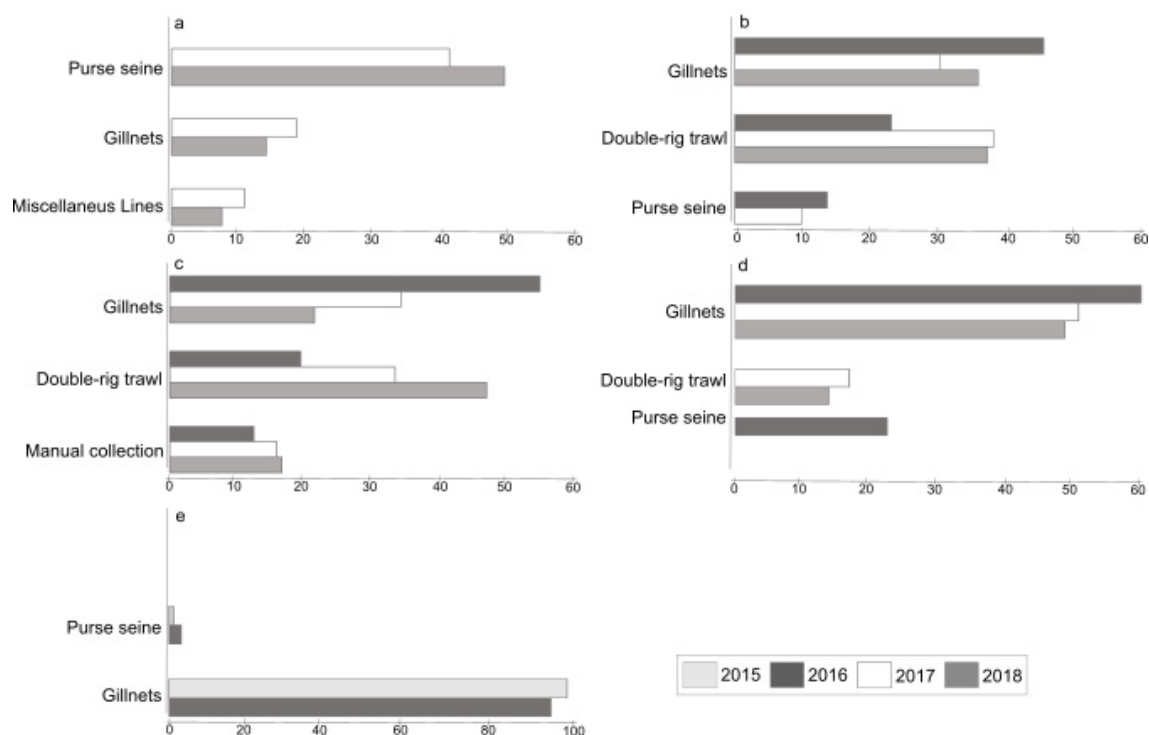 a
Purse seine
Gillnets
Miscellaneus Lines
0 10 20 30 40 50 60
b
Gillnets
Double-rig trawl
Purse seine
0 10 20 30 40 50 60
c
Gillnets
Double-rig trawl
Manual collection
0 10 20 30 40 50 60
d
Gillnets
Double-rig trawl
Purse seine
0 10 20 30 40 50 60
e
Purse seine
Gillnets
0 20 40 60 80 100
2015 2016 2017 2018